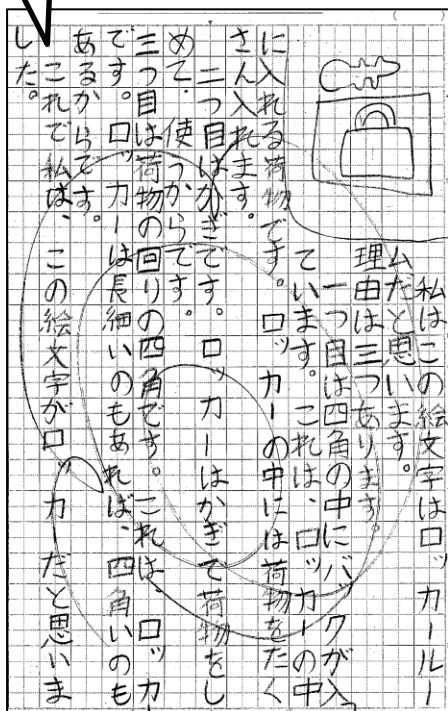 私はこの絵文字はロッカールー
ムだと思います。
理由は三つあります。
一つ目は四角の中にバックが入っ
ています。これは、ロッカーの中
に入れる荷物です。ロッカーの中には荷物をたく
さん入れます。
二つ目はかぎです。ロッカーはかぎで荷物をし
めて、使うからです。
三つ目は荷物の回りの四角です。これは、ロッカー
です。ロッカーは長細いのもあれば、四角いのも
あるからです。
これで私は、この絵文字がロッカーだと思いま
した。